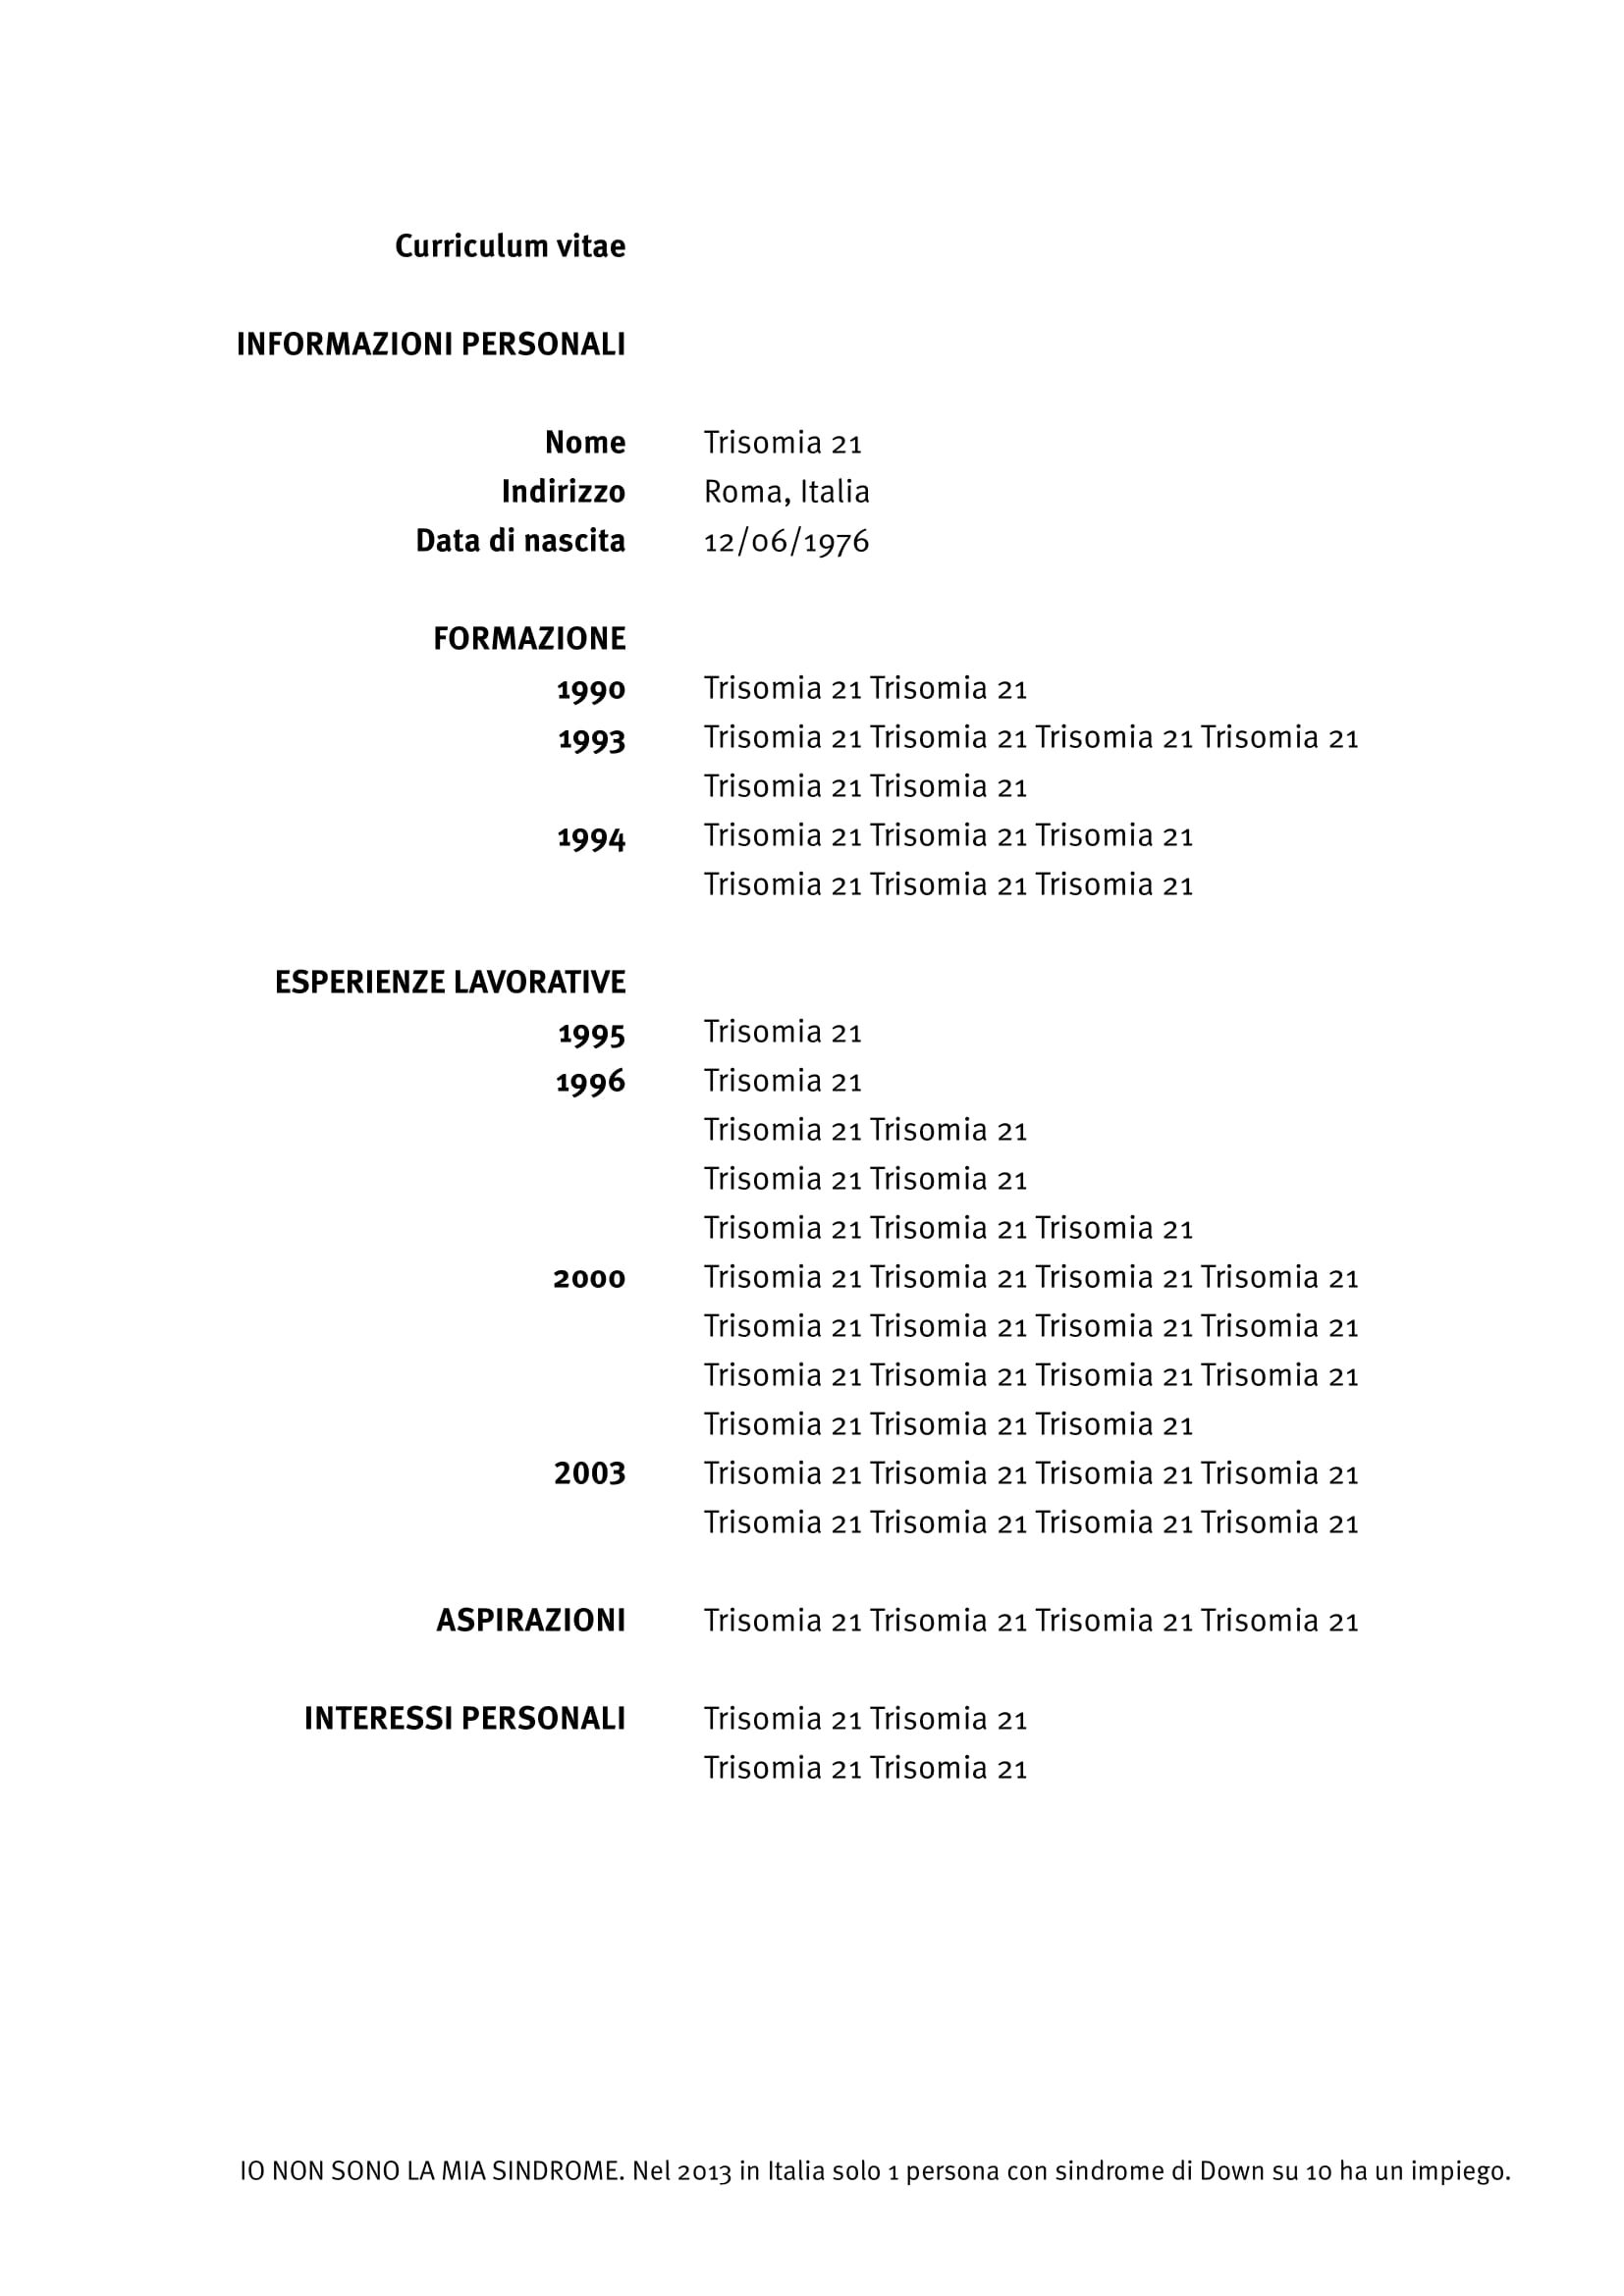 Curriculum vitae
INFORMAZIONI PERSONALI
Nome Trisomia 21
Indirizzo Roma, Italia
Data di nascita 12/06/1976
FORMAZIONE
1990 Trisomia 21 Trisomia 21
1993 Trisomia 21 Trisomia 21 Trisomia 21 Trisomia 21
Trisomia 21 Trisomia 21
1994 Trisomia 21 Trisomia 21 Trisomia 21
Trisomia 21 Trisomia 21 Trisomia 21
ESPERIENZE LAVORATIVE
1995 Trisomia 21
1996 Trisomia 21
Trisomia 21 Trisomia 21
Trisomia 21 Trisomia 21
Trisomia 21 Trisomia 21 Trisomia 21
2000 Trisomia 21 Trisomia 21 Trisomia 21 Trisomia 21
Trisomia 21 Trisomia 21 Trisomia 21 Trisomia 21
Trisomia 21 Trisomia 21 Trisomia 21 Trisomia 21
Trisomia 21 Trisomia 21 Trisomia 21
2003 Trisomia 21 Trisomia 21 Trisomia 21 Trisomia 21
Trisomia 21 Trisomia 21 Trisomia 21 Trisomia 21
ASPIRAZIONI Trisomia 21 Trisomia 21 Trisomia 21 Trisomia 21
INTERESSI PERSONALI Trisomia 21 Trisomia 21
Trisomia 21 Trisomia 21
IO NON SONO LA MIA SINDROME. Nel 2013 in Italia solo 1 persona con sindrome di Down su 10 ha un impiego.